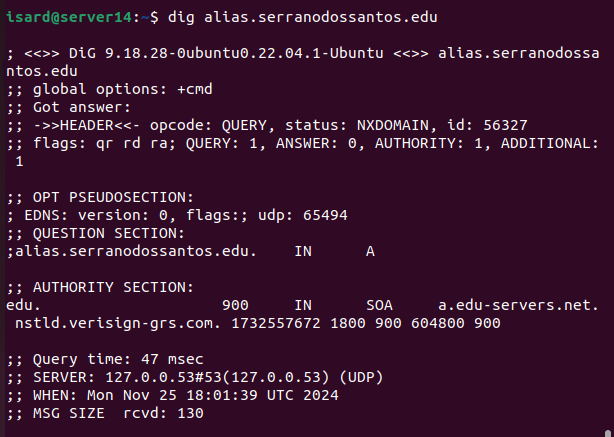 isard@server14:~$ dig alias.serranodossantos.edu

; <<>> DiG 9.18.28-0ubuntu0.22.04.1-Ubuntu <<>> alias.serranodossa
ntos.edu
;; global options: +cmd
;; Got answer:
;; ->>HEADER<<- opcode: QUERY, status: NXDOMAIN, id: 56327
;; flags: qr rd ra; QUERY: 1, ANSWER: 0, AUTHORITY: 1, ADDITIONAL:
 1

;; OPT PSEUDOSECTION:
; EDNS: version: 0, flags:; udp: 65494
;; QUESTION SECTION:
;alias.serranodossantos.edu.    IN      A

;; AUTHORITY SECTION:
edu.                    900     IN      SOA     a.edu-servers.net.
 nstld.verisign-grs.com. 1732557672 1800 900 604800 900

;; Query time: 47 msec
;; SERVER: 127.0.0.53#53(127.0.0.53) (UDP)
;; WHEN: Mon Nov 25 18:01:39 UTC 2024
;; MSG SIZE  rcvd: 130